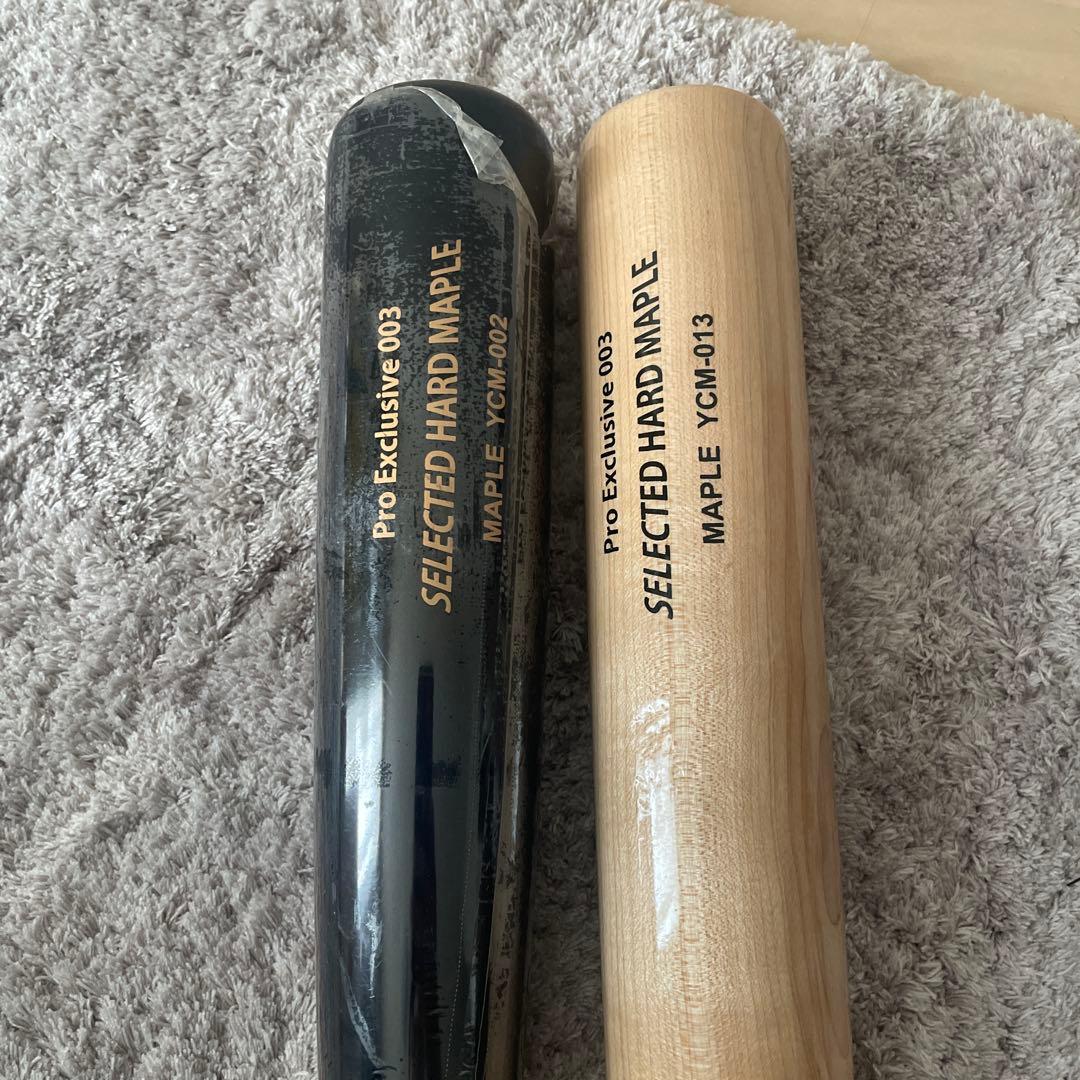 Pro Exclusive 003
SELECTED HARD MAPLE
MAPLE YCM-002
Pro Exclusive 003
SELECTED HARD MAPLE
MAPLE YCM-013